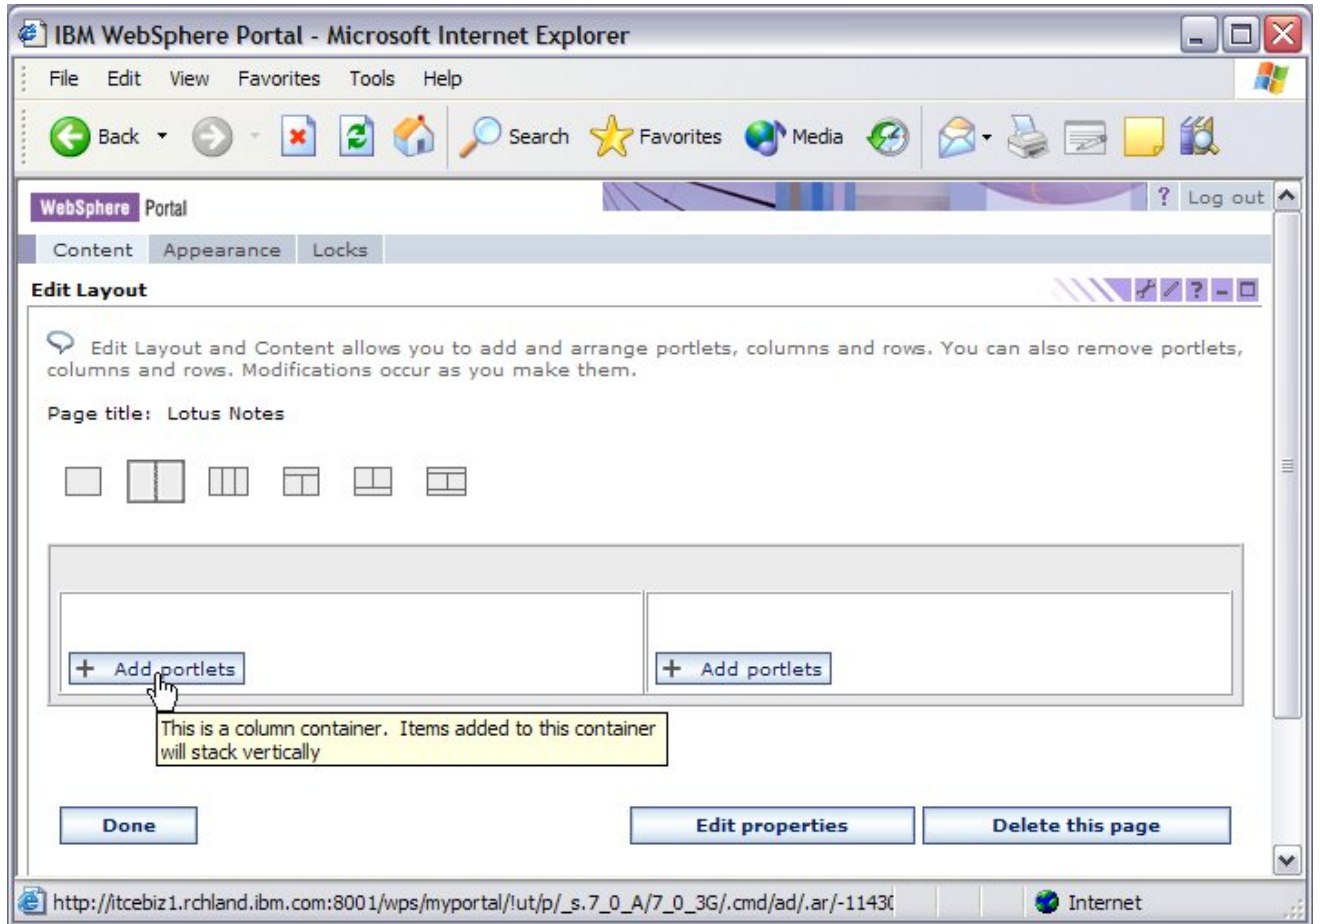 IBM WebSphere Portal - Microsoft Internet Explorer
File Edit View Favorites Tools Help
Back Search Favorites Media
WebSphere Portal ? Log out
Content Appearance Locks
Edit Layout ?
Edit Layout and Content allows you to add and arrange portlets, columns and rows. You can also remove portlets,
columns and rows. Modifications occur as you make them.
Page title: Lotus Notes
+ Add portlets + Add portlets
This is a column container. Items added to this container
will stack vertically
Done Edit properties Delete this page
http://itcebiz1.rchland.ibm.com:8001/wps/myportal/!ut/p/_s.7_0_A/7_0_3G/.cmd/ad/.ar/-11430 Internet